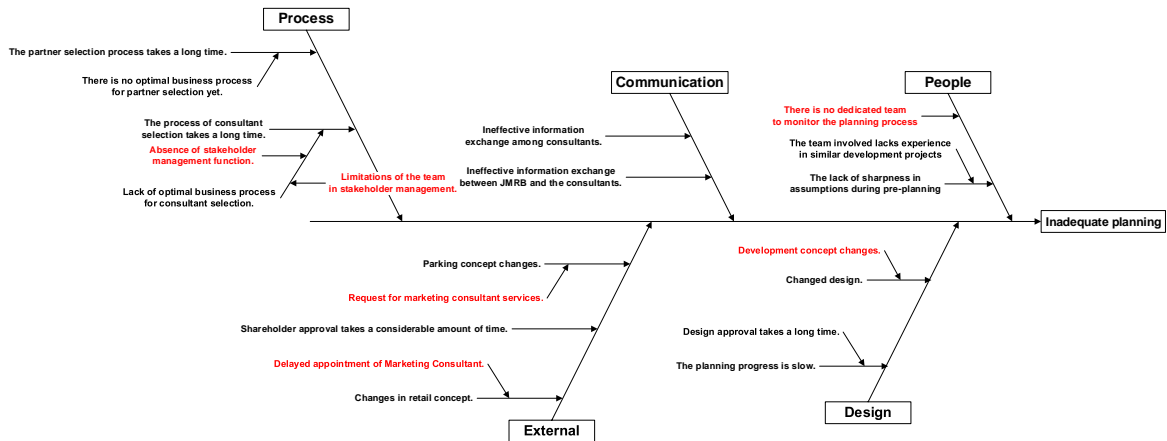 Process
The partner selection process takes a long time.
There is no optimal business process
for partner selection yet.
The process of consultant
selection takes a long time.
Absence of stakeholder
management function.
Limitations of the team
in stakeholder management.
Lack of optimal business process
for consultant selection.
Communication
Ineffective information
exchange among consultants.
Ineffective information exchange
between JMRB and the consultants.
People
There is no dedicated team
to monitor the planning process
The team involved lacks experience
in similar development projects
The lack of sharpness in
assumptions during pre-planning
Inadequate planning
Parking concept changes.
Request for marketing consultant services.
Shareholder approval takes a considerable amount of time.
Delayed appointment of Marketing Consultant.
Changes in retail concept.
External
Development concept changes.
Changed design.
Design approval takes a long time.
The planning progress is slow.
Design